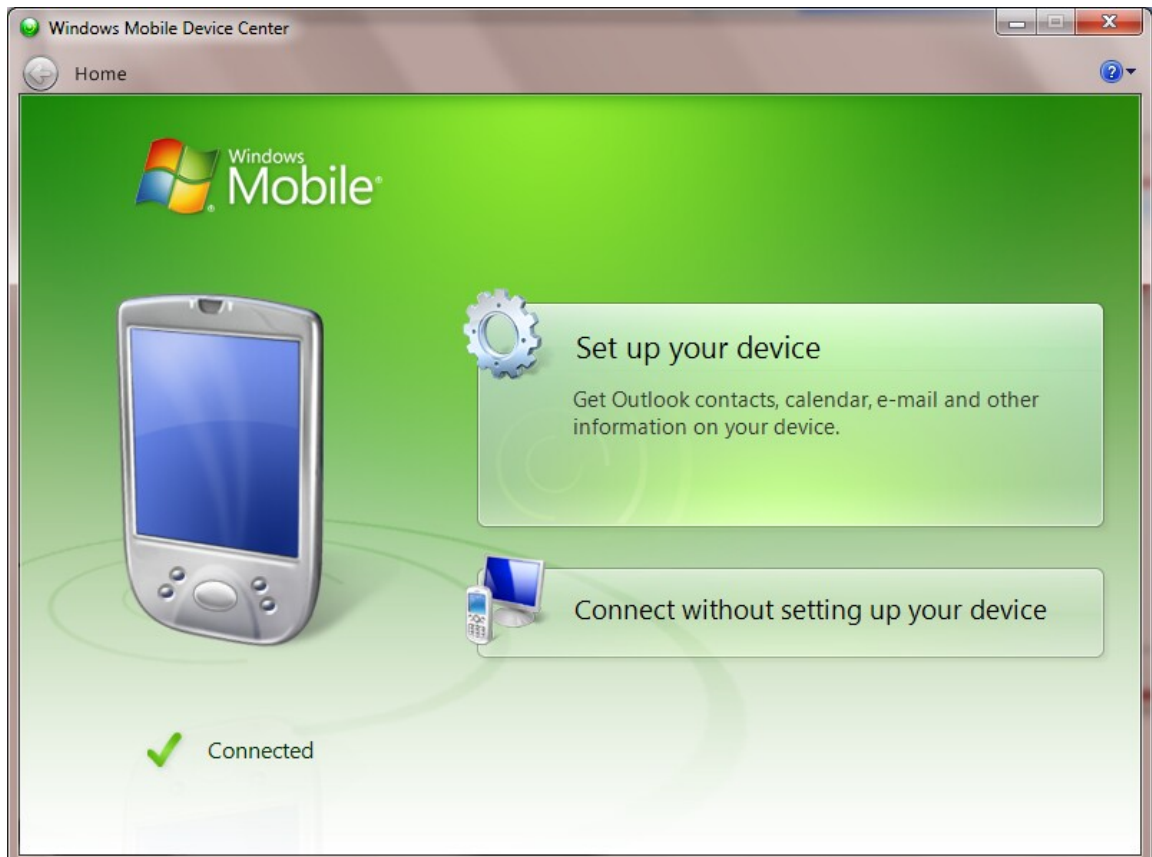 Windows Mobile Device Center
Home
Windows
Mobile®
Set up your device
Get Outlook contacts, calendar, e-mail and other
information on your device.
Connect without setting up your device
Connected